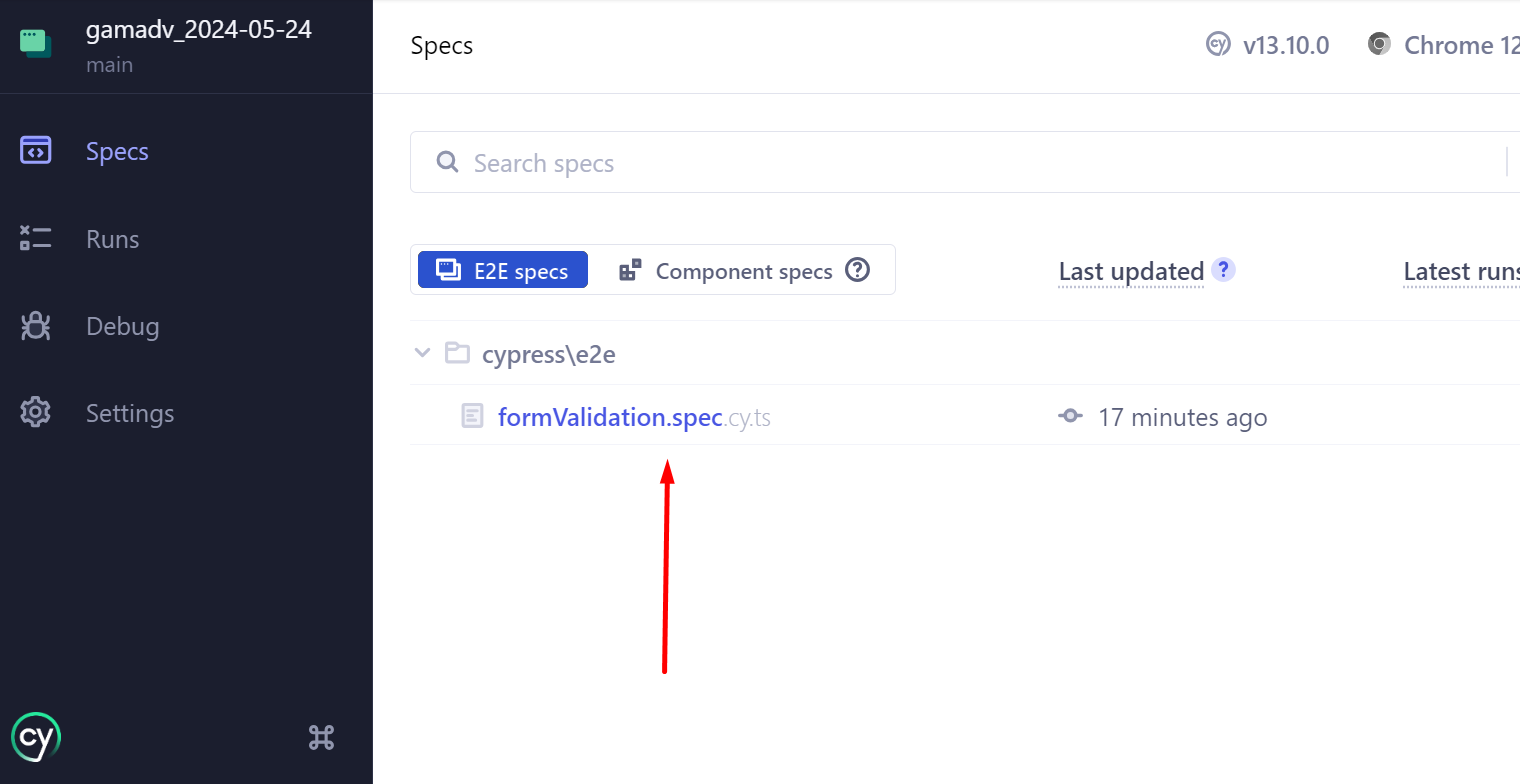 gamadv_2024-05-24
main
Specs
Runs
Debug
Settings
cy
Specs
cy v13.10.0
Chrome 12
Search specs
E2E specs
Component specs ?
Last updated ?
Latest runs
cypress\e2e
formValidation.spec.cy.ts
17 minutes ago